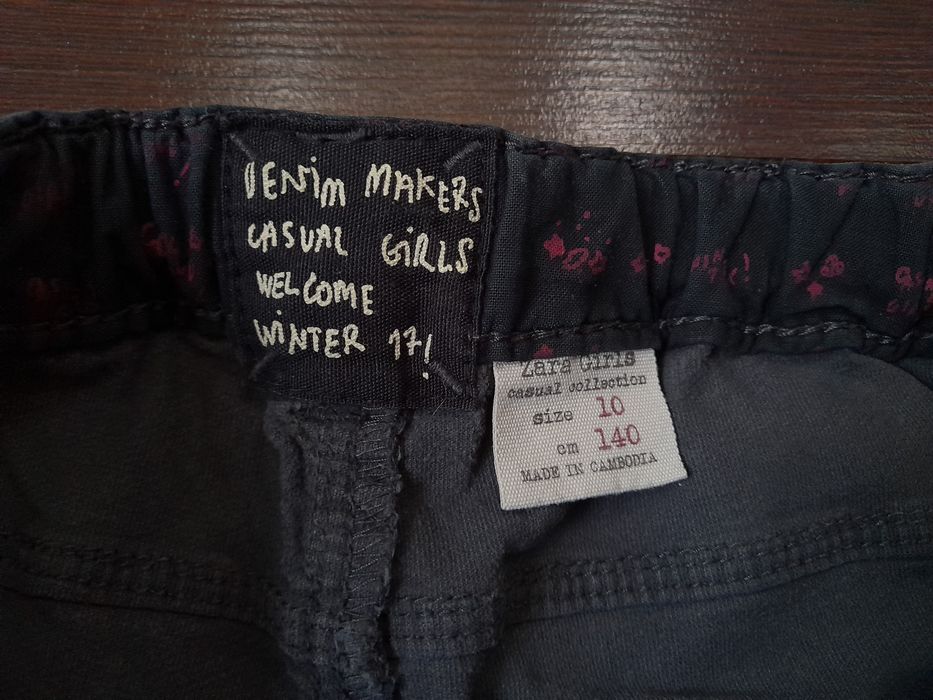 DENiM MAKERS
CASUAL GiRLS
WELCOME
WiNTER 17!
Zara Girls
casual collection
size 10
cm 140
MADE IN CAMBODIA